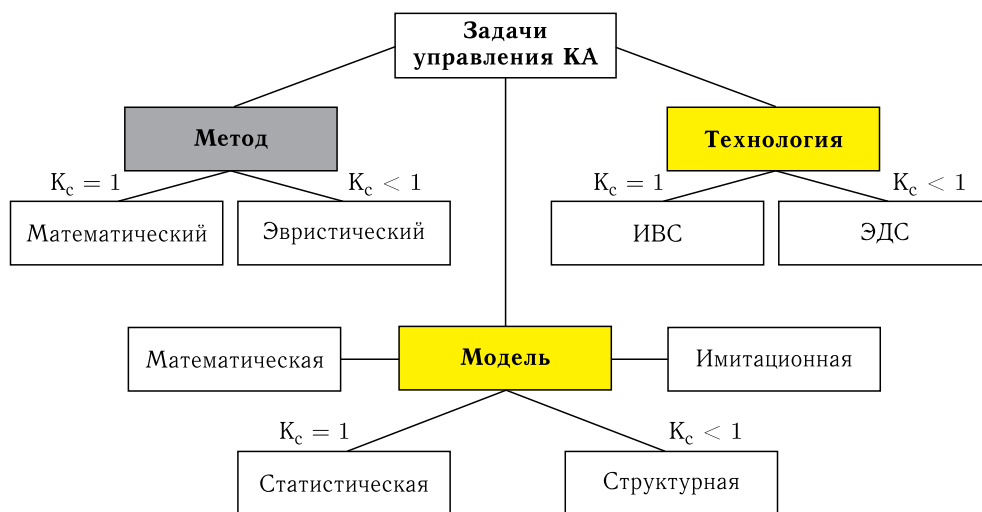 Задачи
управления КА
Метод
Технология
Kc = 1
Kc < 1
Kc = 1
Kc < 1
Математический
Эвристический
ИВС
ЭДС
Математическая
Модель
Имитационная
Kc = 1
Kc < 1
Статистическая
Структурная